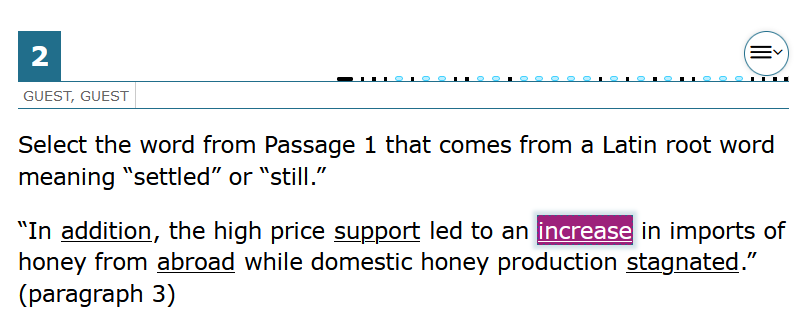 2
GUEST, GUEST
Select the word from Passage 1 that comes from a Latin root word
meaning “settled” or “still.”
“In addition, the high price support led to an increase in imports of
honey from abroad while domestic honey production stagnated.”
(paragraph 3)